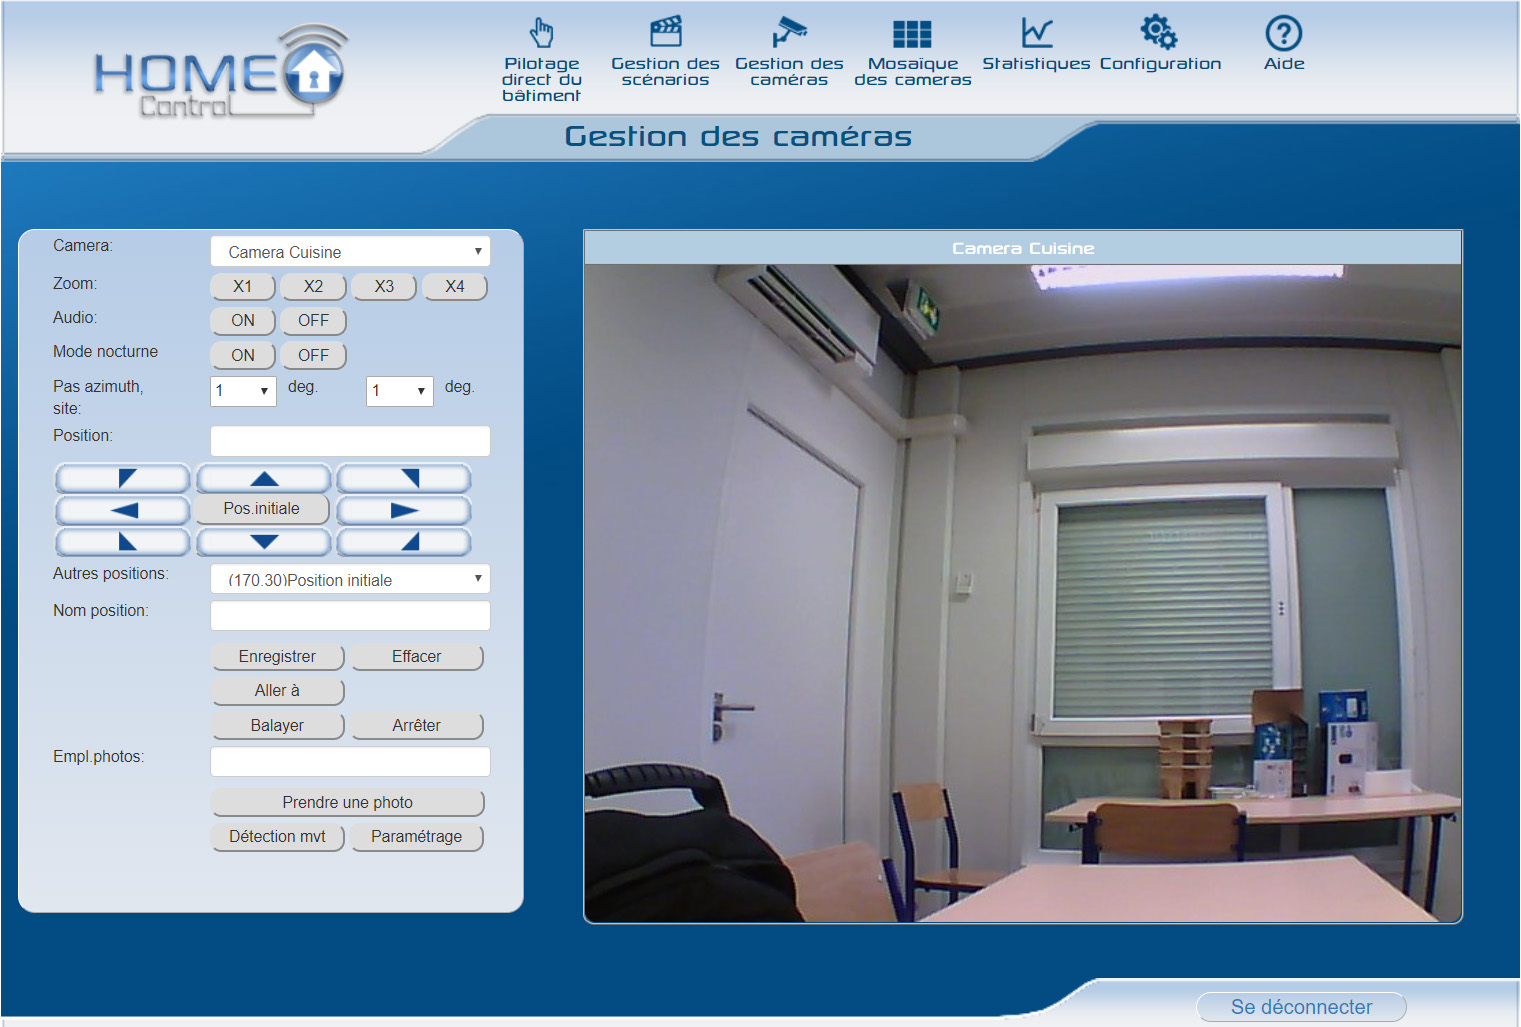 HOME
Control
Pilotage
direct du
bâtiment
Gestion des
scénarios
Gestion des
caméras
Mosaïque
des cameras
Statistiques
Configuration
Aide
Gestion des caméras
Camera:
Camera Cuisine
Zoom:
X1 X2 X3 X4
Audio:
ON OFF
Mode nocturne
ON OFF
Pas azimuth,
site:
1 deg. 1 deg.
Position:
Pos.initiale
Autres positions:
(170.30)Position initiale
Nom position:
Enregistrer Effacer
Aller à
Balayer Arrêter
Empl.photos:
Prendre une photo
Détection mvt Paramétrage
Camera Cuisine
Se déconnecter